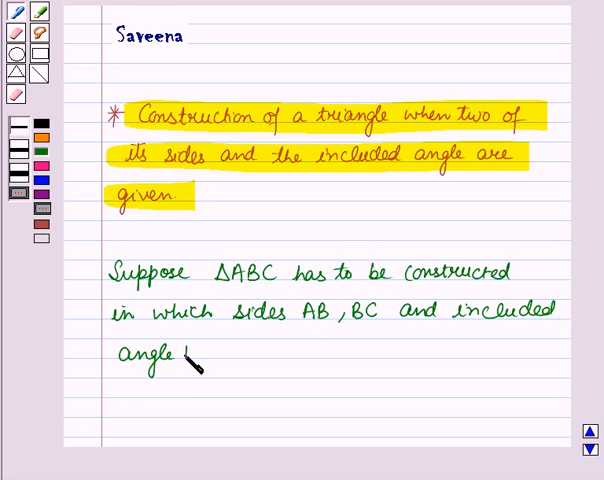 Saveena
* Construction of a triangle when two of
its sides and the included angle are
given.
Suppose ΔABC has to be constructed
in which sides AB, BC and included
angle